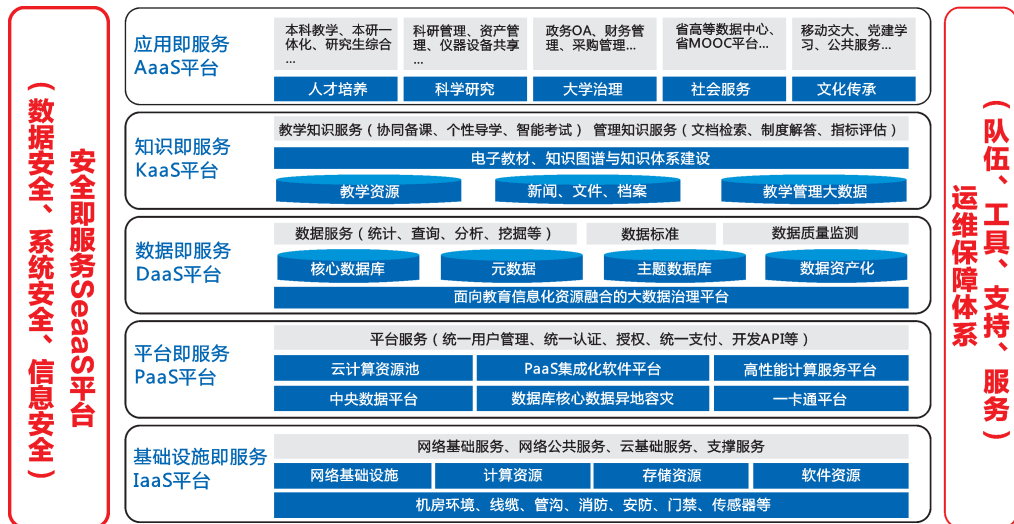 安全即服务SeaaS平台
（数据安全、系统安全、信息安全）
应用即服务
AaaS平台
本科教学、本研一
体化、研究生综合
...
科研管理、资产管
理、仪器设备共享
...
政务OA、财务管
理、采购管理...
省高等数据中心、
省MOOC平台...
移动交大、党建学
习、公共服务...
人才培养
科学研究
大学治理
社会服务
文化传承
知识即服务
KaaS平台
教学知识服务（协同备课、个性导学、智能考试） 管理知识服务（文档检索、制度解答、指标评估）
电子教材、知识图谱与知识体系建设
教学资源
新闻、文件、档案
教学管理大数据
数据即服务
DaaS平台
数据服务（统计、查询、分析、挖掘等）
数据标准
数据质量监测
核心数据库
元数据
主题数据库
数据资产化
面向教育信息化资源融合的大数据治理平台
平台即服务
PaaS平台
平台服务（统一用户管理、统一认证、授权、统一支付、开发API等）
云计算资源池
PaaS集成化软件平台
高性能计算服务平台
中央数据平台
数据库核心数据异地容灾
一卡通平台
基础设施即服务
IaaS平台
网络基础服务、网络公共服务、云基础服务、支撑服务
网络基础设施
计算资源
存储资源
软件资源
机房环境、线缆、管沟、消防、安防、门禁、传感器等
（队伍、工具、支持、服务）
运维保障体系